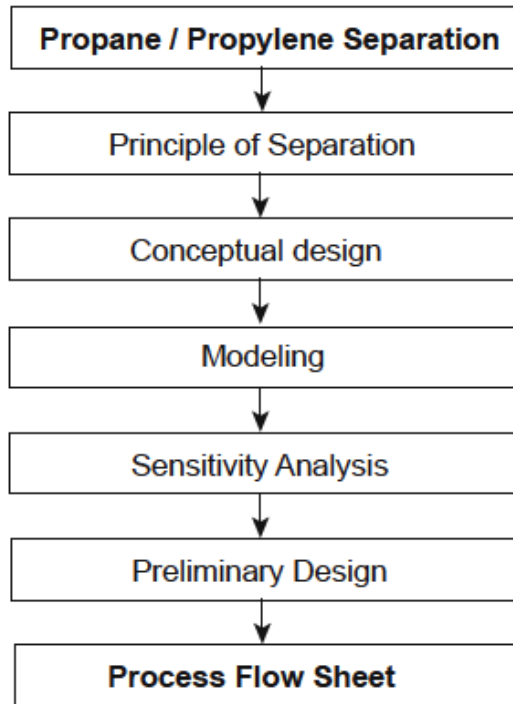 Propane / Propylene Separation
Principle of Separation
Conceptual design
Modeling
Sensitivity Analysis
Preliminary Design
Process Flow Sheet